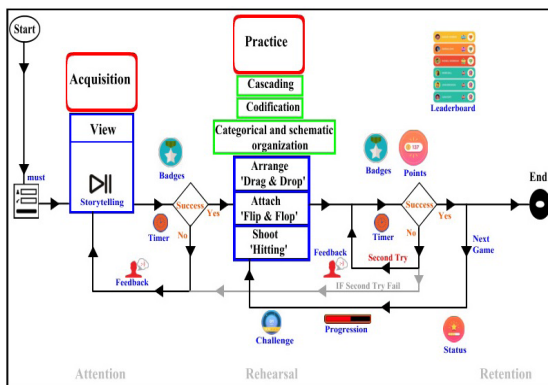 Start
Practice
Acquisition
Cascading
Codification
Categorical and schematic
organization
Leaderboard
must
View
Storytelling
Badges
Timer
Success
Yes
No
Feedback
Arrange
'Drag & Drop'
Attach
'Flip & Flop'
Shoot
'Hitting'
Badges
Points
137
Timer
Success
Yes
No
Second Try
Feedback
IF Second Try Fail
Next
Game
End
Challenge
Progression
Status
Attention
Rehearsal
Retention